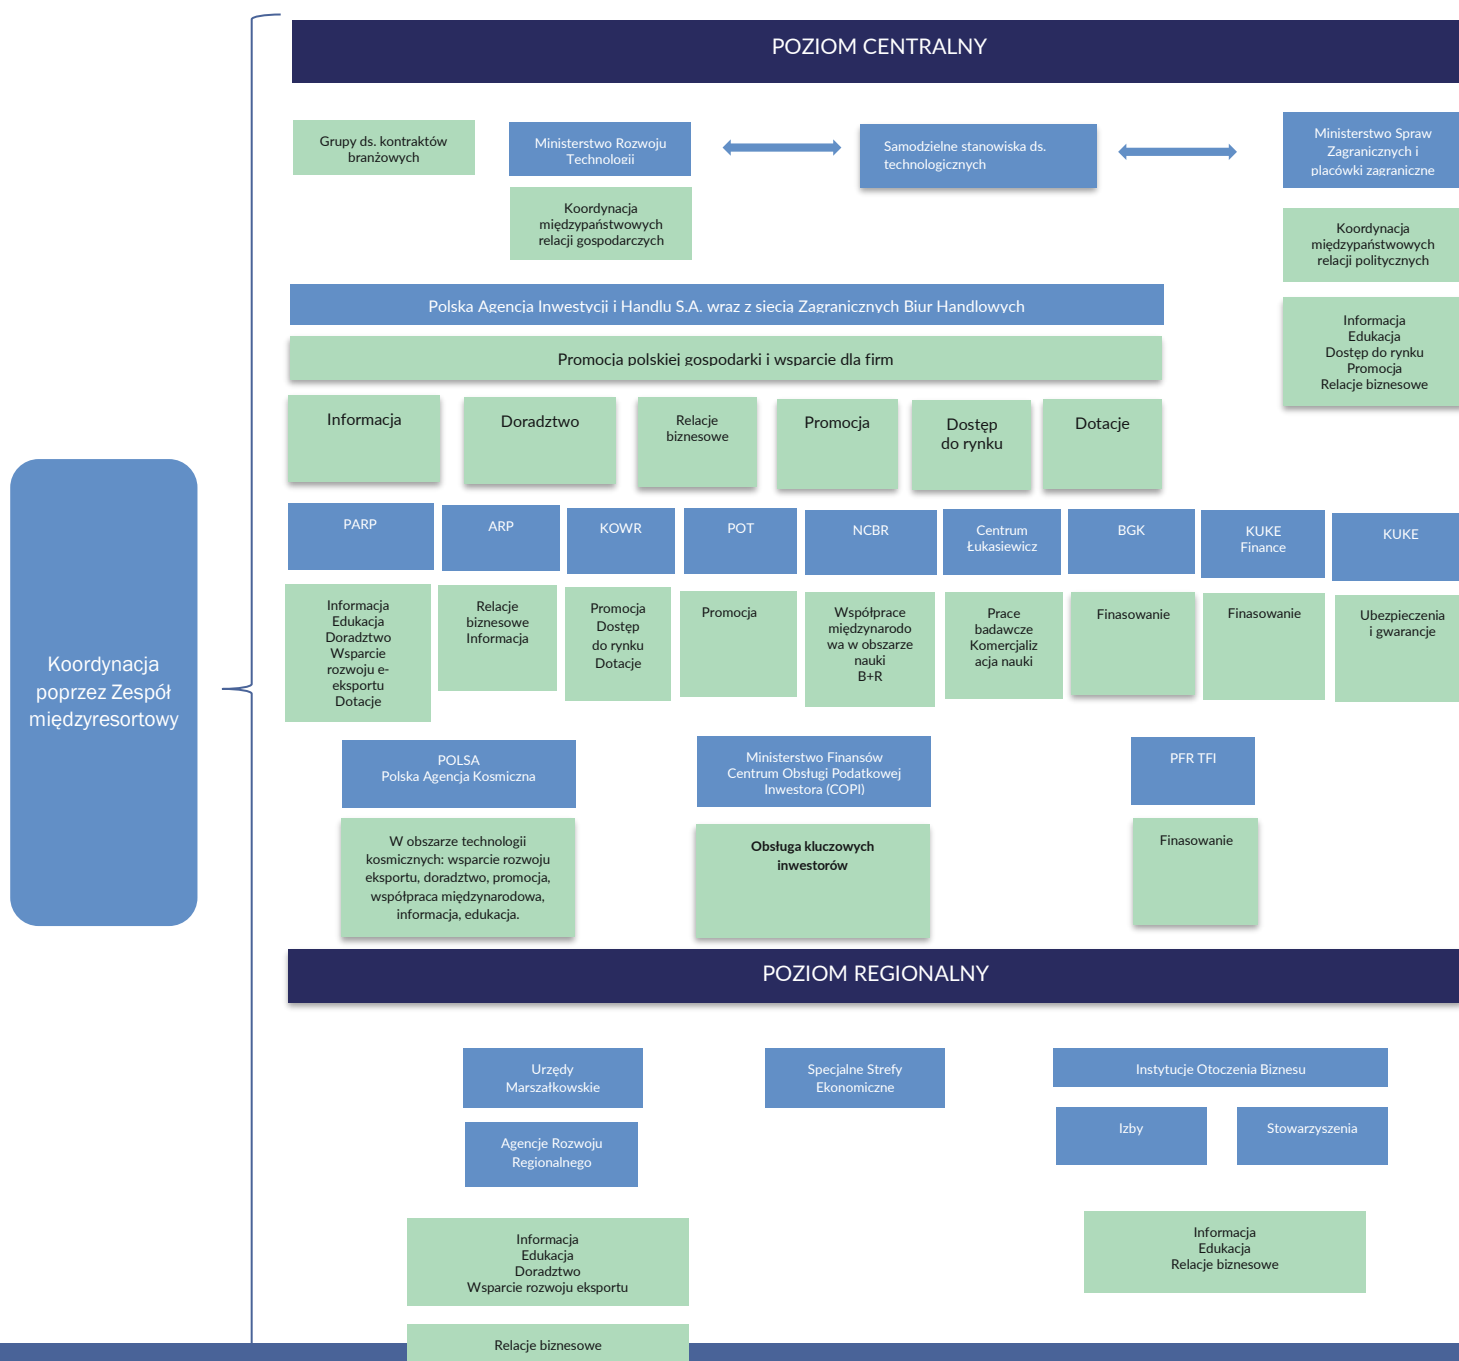 POZIOM CENTRALNY
Grupy ds. kontraktów
branżowych
Ministerstwo Rozwoju
Technologii
Samodzielne stanowiska ds.
technologicznych
Ministerstwo Spraw
Zagranicznych i
placówki zagraniczne
Koordynacja
międzypaństwowych
relacji gospodarczych
Koordynacja
międzypaństwowych
relacji politycznych
Polska Agencja Inwestycji i Handlu S.A. wraz z siecią Zagranicznych Biur Handlowych
Promocja polskiej gospodarki i wsparcie dla firm
Informacja
Edukacja
Dostęp do rynku
Promocja
Relacje biznesowe
Informacja
Doradztwo
Relacje
biznesowe
Promocja
Dostęp
do rynku
Dotacje
PARP
ARP
KOWR
POT
NCBR
Centrum
Łukasiewicz
BGK
KUKE
Finance
KUKE
Informacja
Edukacja
Doradztwo
Wsparcie
rozwoju e-
eksportu
Dotacje
Relacje
biznesowe
Informacja
Promocja
Dostęp
do rynku
Dotacje
Promocja
Współprace
międzynarodo
wa w obszarze
nauki
B+R
Prace
badawcze
Komercjaliz
acja nauki
Finasowanie
Finasowanie
Ubezpieczenia
i gwarancje
Koordynacja
poprzez Zespół
międzyresortowy
POLSA
Polska Agencja Kosmiczna
Ministerstwo Finansów
Centrum Obsługi Podatkowej
Inwestora (COPI)
PFR TFI
W obszarze technologii
kosmicznych: wsparcie rozwoju
eksportu, doradztwo, promocja,
współpraca międzynarodowa,
informacja, edukacja.
Obsługa kluczowych
inwestorów
Finasowanie
POZIOM REGIONALNY
Urzędy
Marszałkowskie
Specjalne Strefy
Ekonomiczne
Instytucje Otoczenia Biznesu
Agencje Rozwoju
Regionalnego
Izby
Stowarzyszenia
Informacja
Edukacja
Doradztwo
Wsparcie rozwoju eksportu
Informacja
Edukacja
Relacje biznesowe
Relacje biznesowe